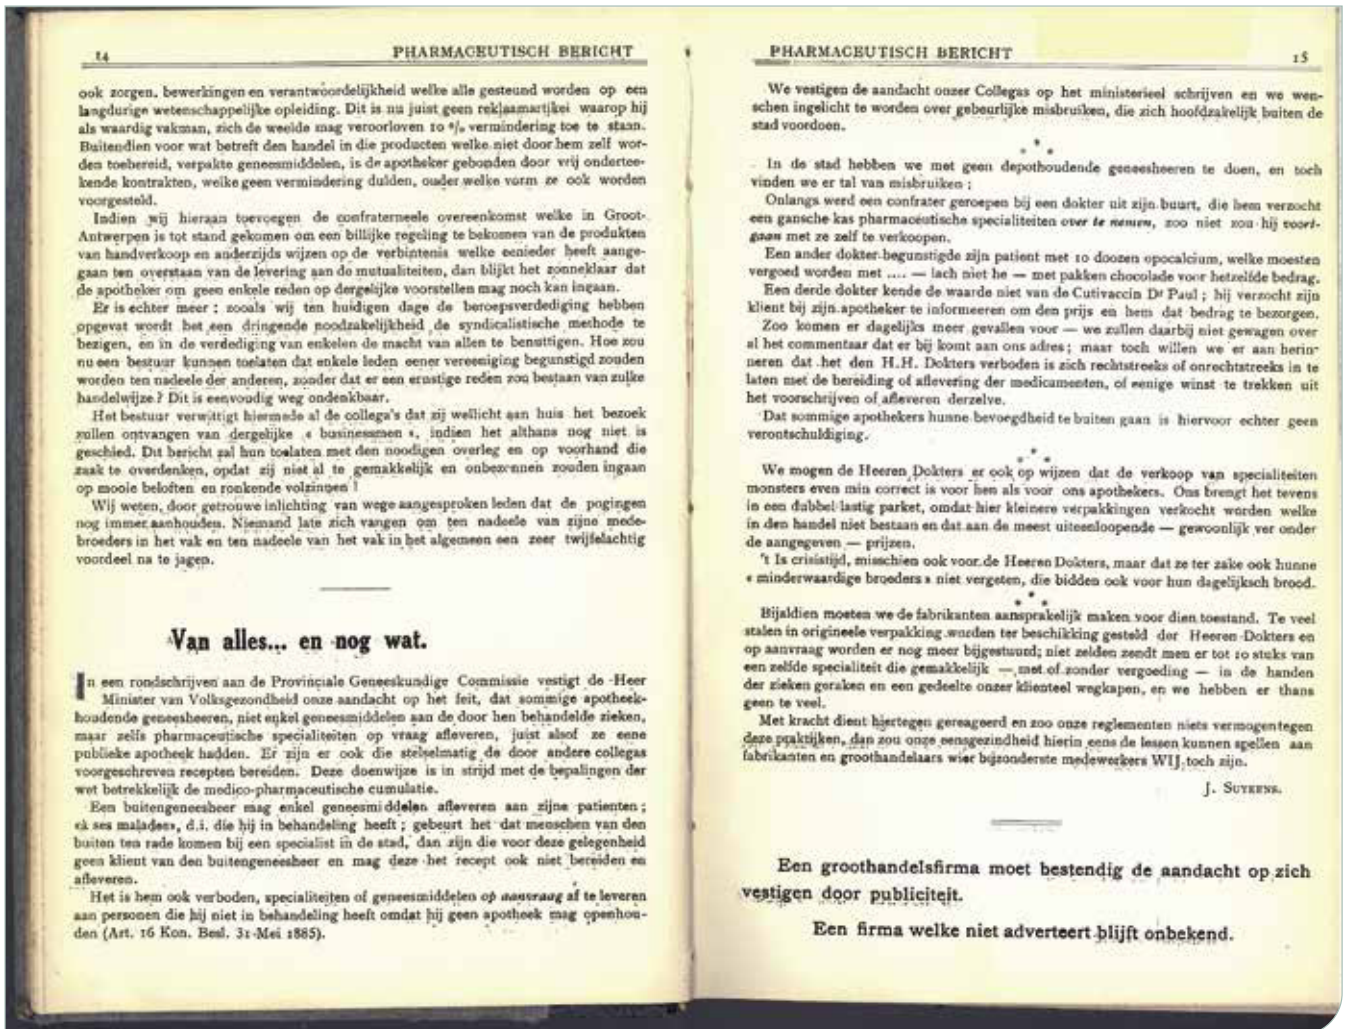 14
PHARMACEUTISCH BERICHT
ook zorgen, bewerkingen en verantwoordelijkheid welke alle gesteund worden op een
langdurige wetenschappelijke opleiding. Dit is nu juist geen reklaamartikel waarop hij
als waardig vakman, zich de weelde mag veroorloven 10 % vermindering toe te staan.
Buitendien voor wat betreft den handel in die producten welke niet door hem zelf wor-
den toebereid, verpakte geneesmiddelen, is de apotheker gebonden door vrij onderte-
kende kontrakten, welke geen vermindering dulden, onder welke vorm ze ook worden
voorgesteld.
Indien wij hieraan toevoegen de confraterneele overeenkomst welke in Groot-
Antwerpen is tot stand gekomen om een billijke regeling te bekomen van de produkten
van handverkoop en anderzijds wijzen op de verbintenis welke eenieder heeft aange-
gaan ten overstaan van de levering aan de mutualiteiten, dan blijkt het zonneklaar dat
de apotheker om geen enkele reden op dergelijke voorstellen mag noch kan ingaan.
Er is echter meer : zooals wij ten huidigen dage de beroepsverdediging hebben
opgevat wordt het een dringende noodzakelijkheid de syndicalistische methode te
bezigen, en in de verdediging van enkelen de macht van allen te benuttigen. Hoe zou
nu een bestuur kunnen toelaten dat enkele leden eener vereeniging begunstigd zouden
worden ten nadeele der anderen, zonder dat er een ernstige reden zou bestaan van zulke
handelwijze ? Dit is eenvoudig weg ondenkbaar.
Het bestuur verwittigt hiermede al de collega's dat zij wellicht aan huis het bezoek
zullen ontvangen van dergelijke « businessmen », indien het althans nog niet is
geschied. Dit bericht zal hun toelaten met den noodigen overleg en op voorhand die
zaak te overdenken, opdat zij niet al te gemakkelijk en onbezonnen zouden ingaan
op mooie beloften en ronkende volzinnen !
Wij weten, door getrouwe inlichting van wege aangesproken leden dat de pogingen
nog immer aanhouden. Niemand late zich vangen om ten nadeele van zijne mede-
broeders in het vak en ten nadeele van het vak in het algemeen een zeer twijfelachtig
voordeel na te jagen.
Van alles... en nog wat.
In een rondschrijven aan de Provinciale Geneeskundige Commissie vestigt de Heer
Minister van Volksgezondheid onze aandacht op het feit, dat sommige apotheek-
houdende geneesheeren, niet enkel geneesmiddelen aan de door hen behandelde zieken,
maar zelfs pharmaceutische specialiteiten op vraag afleveren, juist alsof ze eene
publieke apotheek hadden. Er zijn er ook die stelselmatig de door andere collegas
voorgeschreven recepten bereiden. Deze doenwijze is in strijd met de bepalingen der
wet betrekkelijk de medico-pharmaceutische cumulatie.
Een buitengeneesheer mag enkel geneesmiddelen afleveren aan zijne patienten ;
«à ses malades», d.i. die hij in behandeling heeft ; gebeurt het dat menschen van den
buiten ten rade komen bij een specialist in de stad, dan zijn die voor deze gelegenheid
geen klient van den buitengeneesheer en mag deze het recept ook niet bereiden en
afleveren.
Het is hem ook verboden, specialiteiten of geneesmiddelen op aanvraag af te leveren
aan personen die hij niet in behandeling heeft omdat hij geen apotheek mag openhou-
den (Art. 16 Kon. Besl. 31 Mei 1885).
PHARMACEUTISCH BERICHT
15
We vestigen de aandacht onzer Collegas op het ministerieel schrijven en we wen-
schen ingelicht te worden over gebeurlijke misbruiken, die zich hoofdzakelijk buiten de
stad voordoen.
* * *
In de stad hebben we met geen depothoudende geneesheeren te doen, en toch
vinden we er tal van misbruiken ;
Onlangs werd een confrater geroepen bij een dokter uit zijn buurt, die hem verzocht
een gansche kas pharmaceutische specialiteiten over te nemen, zoo niet zou hij voort-
gaan met ze zelf te verkoopen.
Een ander dokter begunstigde zijn patient met 10 doozen opocalcium, welke moesten
vergoed worden met .... — lach niet he — met pakken chocolade voor hetzelfde bedrag.
Een derde dokter kende de waarde niet van de Cutivaccin Dr Paul ; hij verzocht zijn
klient bij zijn apotheker te informeeren om den prijs en hem dat bedrag te bezorgen.
Zoo komen er dagelijks meer gevallen voor — we zullen daarbij niet gewagen over
al het commentaar dat er bij komt aan ons adres ; maar toch willen we er aan herin-
neren dat het den H.H. Dokters verboden is zich rechtstreeks of onrechtstreeks in te
laten met de bereiding of aflevering der medicamenten, of eenige winst te trekken uit
het voorschrijven of afleveren derzelve.
Dat sommige apothekers hunne bevoegdheid te buiten gaan is hiervoor echter geen
verontschuldiging.
* * *
We mogen de Heeren Dokters er ook op wijzen dat de verkoop van specialiteiten
monsters even min correct is voor hen als voor ons apothekers. Ons brengt het tevens
in een dubbel lastig parket, omdat hier kleinere verpakkingen verkocht worden welke
in den handel niet bestaan en dat aan de meest uiteenloopende — gewoonlijk ver onder
de aangegeven — prijzen.
't Is crisistijd, misschien ook voor de Heeren Dokters, maar dat ze ter zake ook hunne
« minderwaardige broeders » niet vergeten, die bidden ook voor hun dagelijksch brood.
* * *
Bijaldien moeten we de fabrikanten aansprakelijk maken voor dien toestand. Te veel
stalen in origineele verpakking worden ter beschikking gesteld der Heeren Dokters en
op aanvraag worden er nog meer bijgestuurd; niet zelden zendt men er tot 10 stuks van
een zelfde specialiteit die gemakkelijk — met of zonder vergoeding — in de handen
der zieken geraken en een gedeelte onzer klienteel wegkapen, en we hebben er thans
geen te veel.
Met kracht dient hiertegen gereageerd en zoo onze reglementen niets vermogen tegen
deze praktijken, dan zou onze eensgezindheid hierin eens de lessen kunnen spellen aan
fabrikanten en groothandelaars wier bijzonderste medewerkers WIJ toch zijn.
J. SUYKENS.
Een groothandelsfirma moet bestendig de aandacht op zich
vestigen door publiciteit.
Een firma welke niet adverteert blijft onbekend.